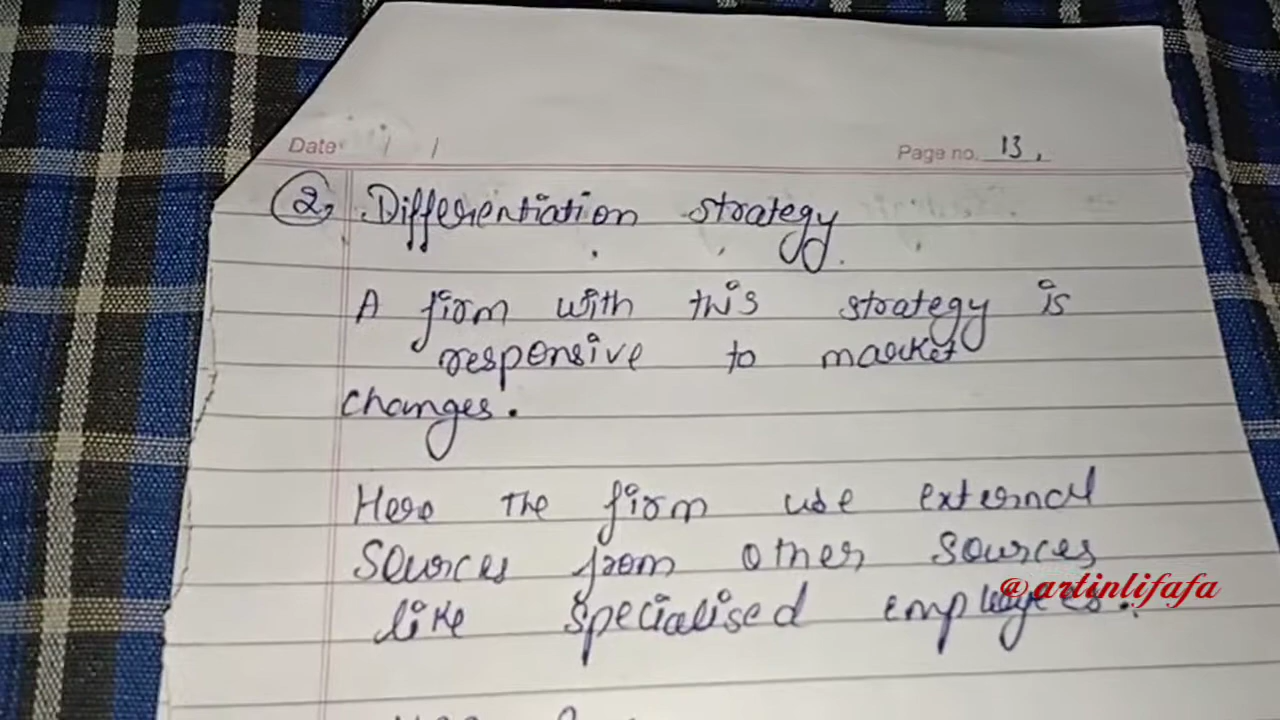 Date / /
Page no. 13.
2, Differentiation strategy.
A firm with this strategy is
responsive to market
changes.
Here the firm use external
sources from other sources
@artinlifafa
like specialised employees.